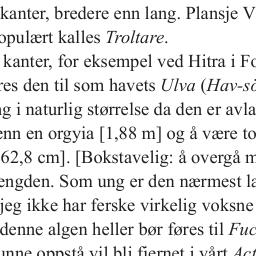 kanter, bredere enn lang. Plansje V
opulært kalles Troltare.
kanter, for eksempel ved Hitra i Fo
res den til som havets Ulva (Hav-sö
g i naturlig størrelse da den er avla
enn en orgyia [1,88 m] og å være to
62,8 cm]. [Bokstavelig: å overgå m
engden. Som ung er den nærmest la
jeg ikke har ferske virkelig voksne
denne algen heller bør føres til Fuc
unne oppstå vil bli fjernet i vårt Act